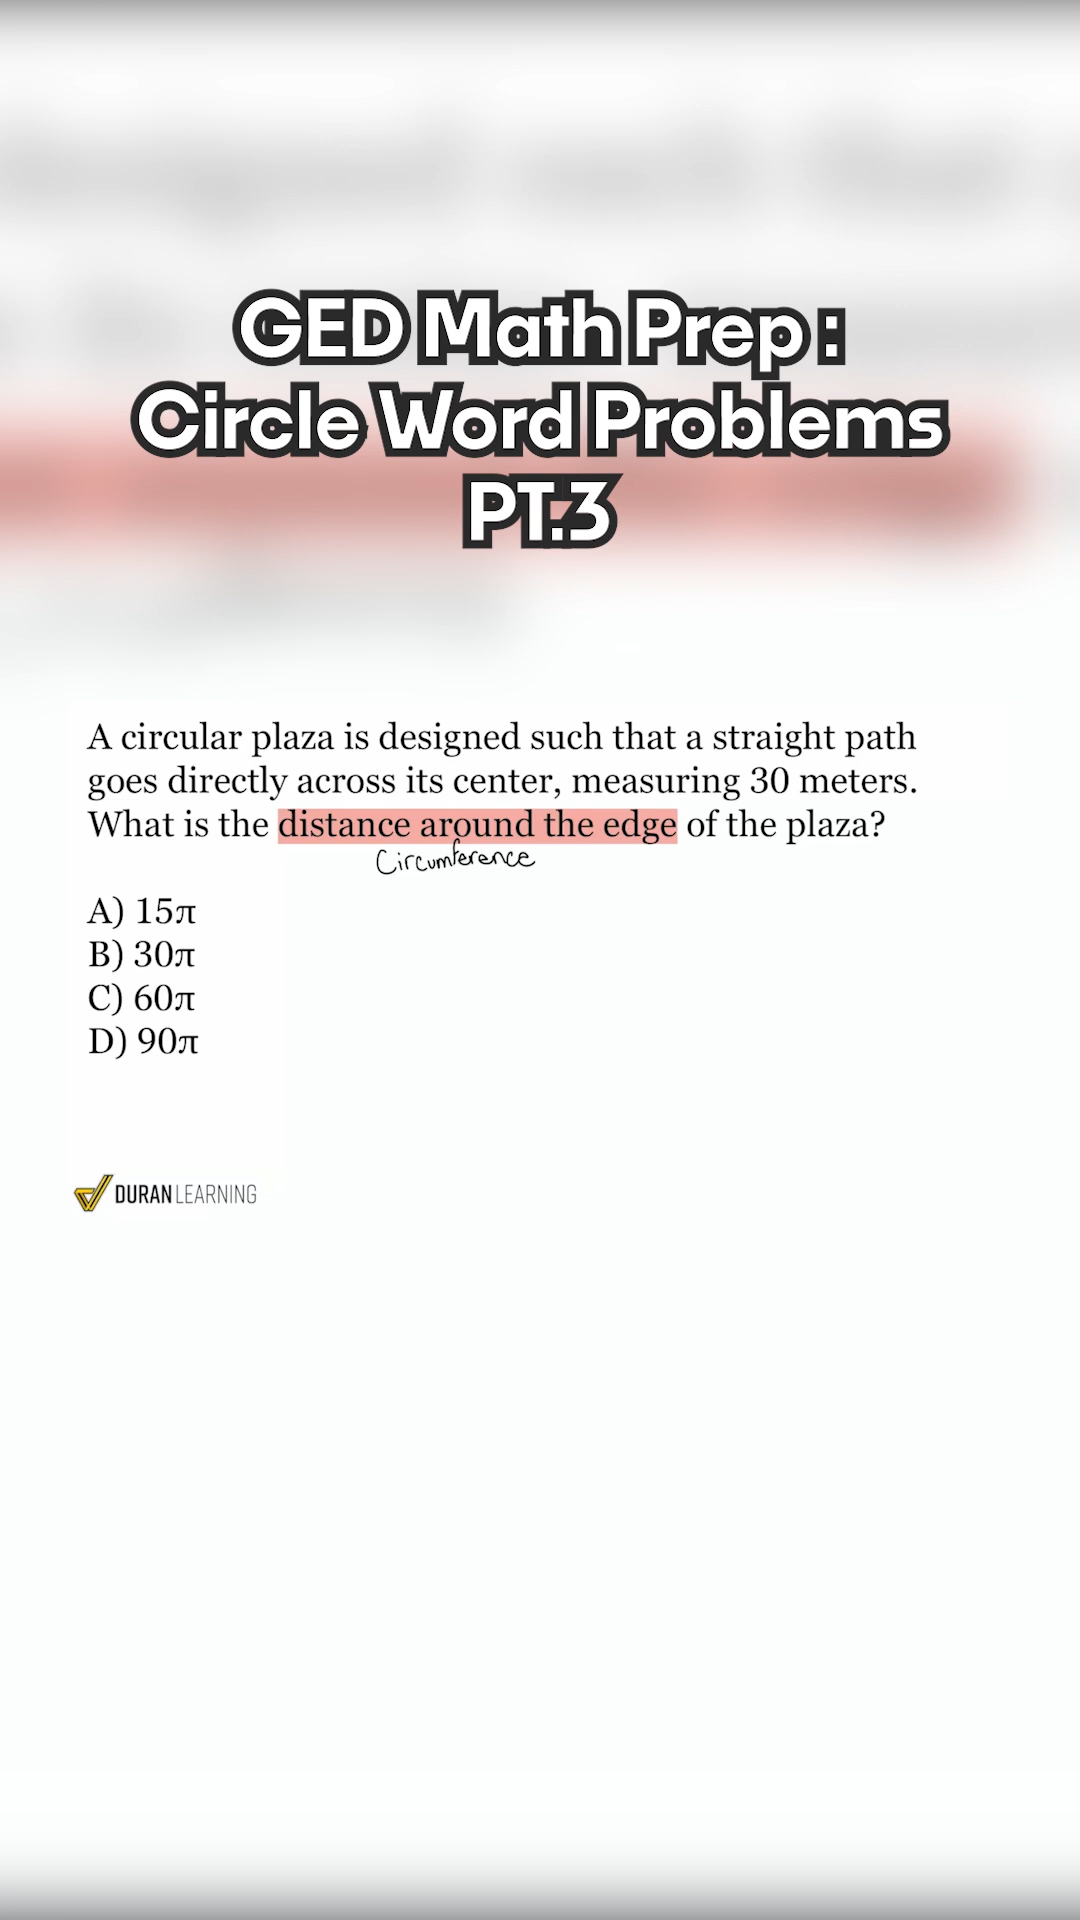 GED Math Prep :
Circle Word Problems
PT.3
A circular plaza is designed such that a straight path
goes directly across its center, measuring 30 meters.
What is the distance around the edge of the plaza?
Circumference
A) 15π
B) 30π
C) 60π
D) 90π
DURAN LEARNING